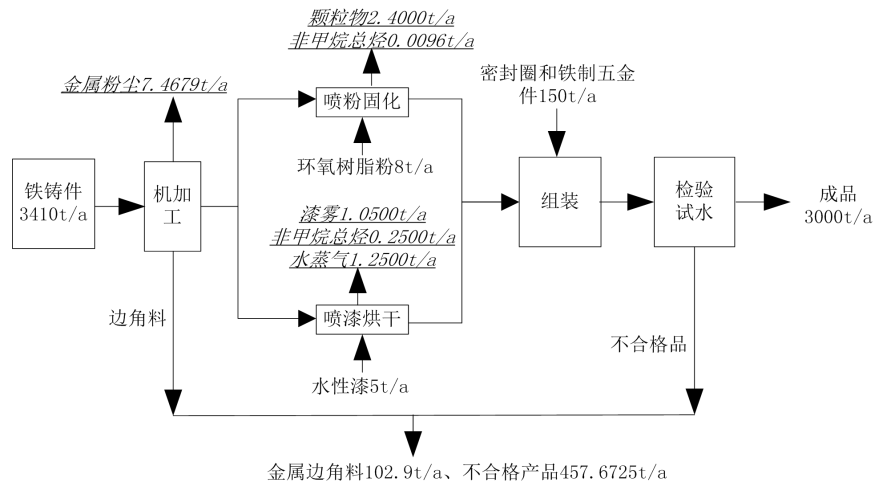 颗粒物2.4000t/a
非甲烷总烃0.0096t/a
金属粉尘7.4679t/a
喷粉固化
环氧树脂粉8t/a
密封圈和铁制五金
件150t/a
铁铸件
3410t/a
机加
工
组装
检验
试水
成品
3000t/a
漆雾1.0500t/a
非甲烷总烃0.2500t/a
水蒸气1.2500t/a
喷漆烘干
水性漆5t/a
边角料
不合格品
金属边角料102.9t/a、不合格产品457.6725t/a